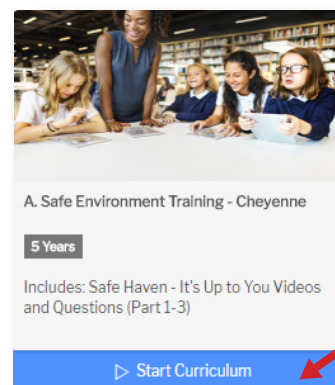 A. Safe Environment Training - Cheyenne
5 Years
Includes: Safe Haven - It's Up to You Videos
and Questions (Part 1-3)
Start Curriculum